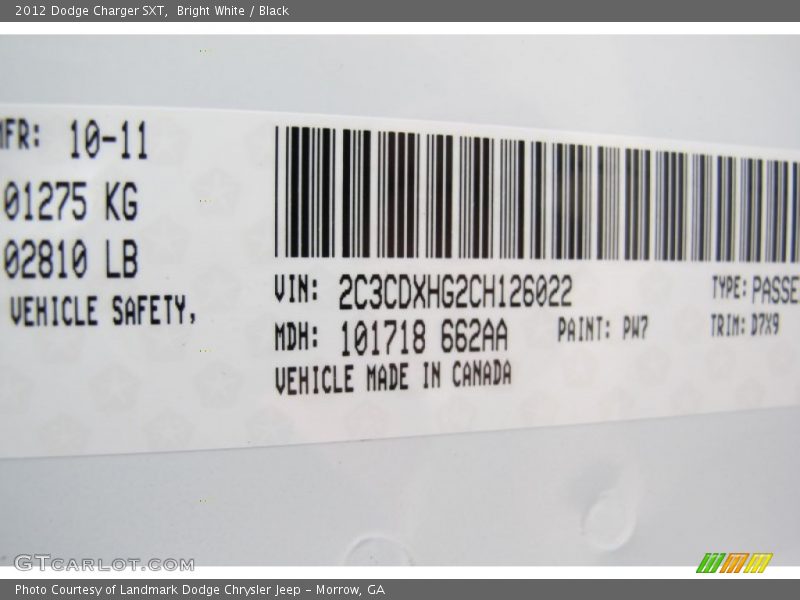 2012 Dodge Charger SXT,  Bright White / Black
MFR: 10-11
01275 KG
02810 LB
VEHICLE SAFETY,
VIN: 2C3CDXHG2CH126022
TYPE: PASSE
MDH: 101718 662AA
PAINT: PW7
TRIM: D7X9
VEHICLE MADE IN CANADA
GTCARLOT.COM
Photo Courtesy of Landmark Dodge Chrysler Jeep - Morrow, GA